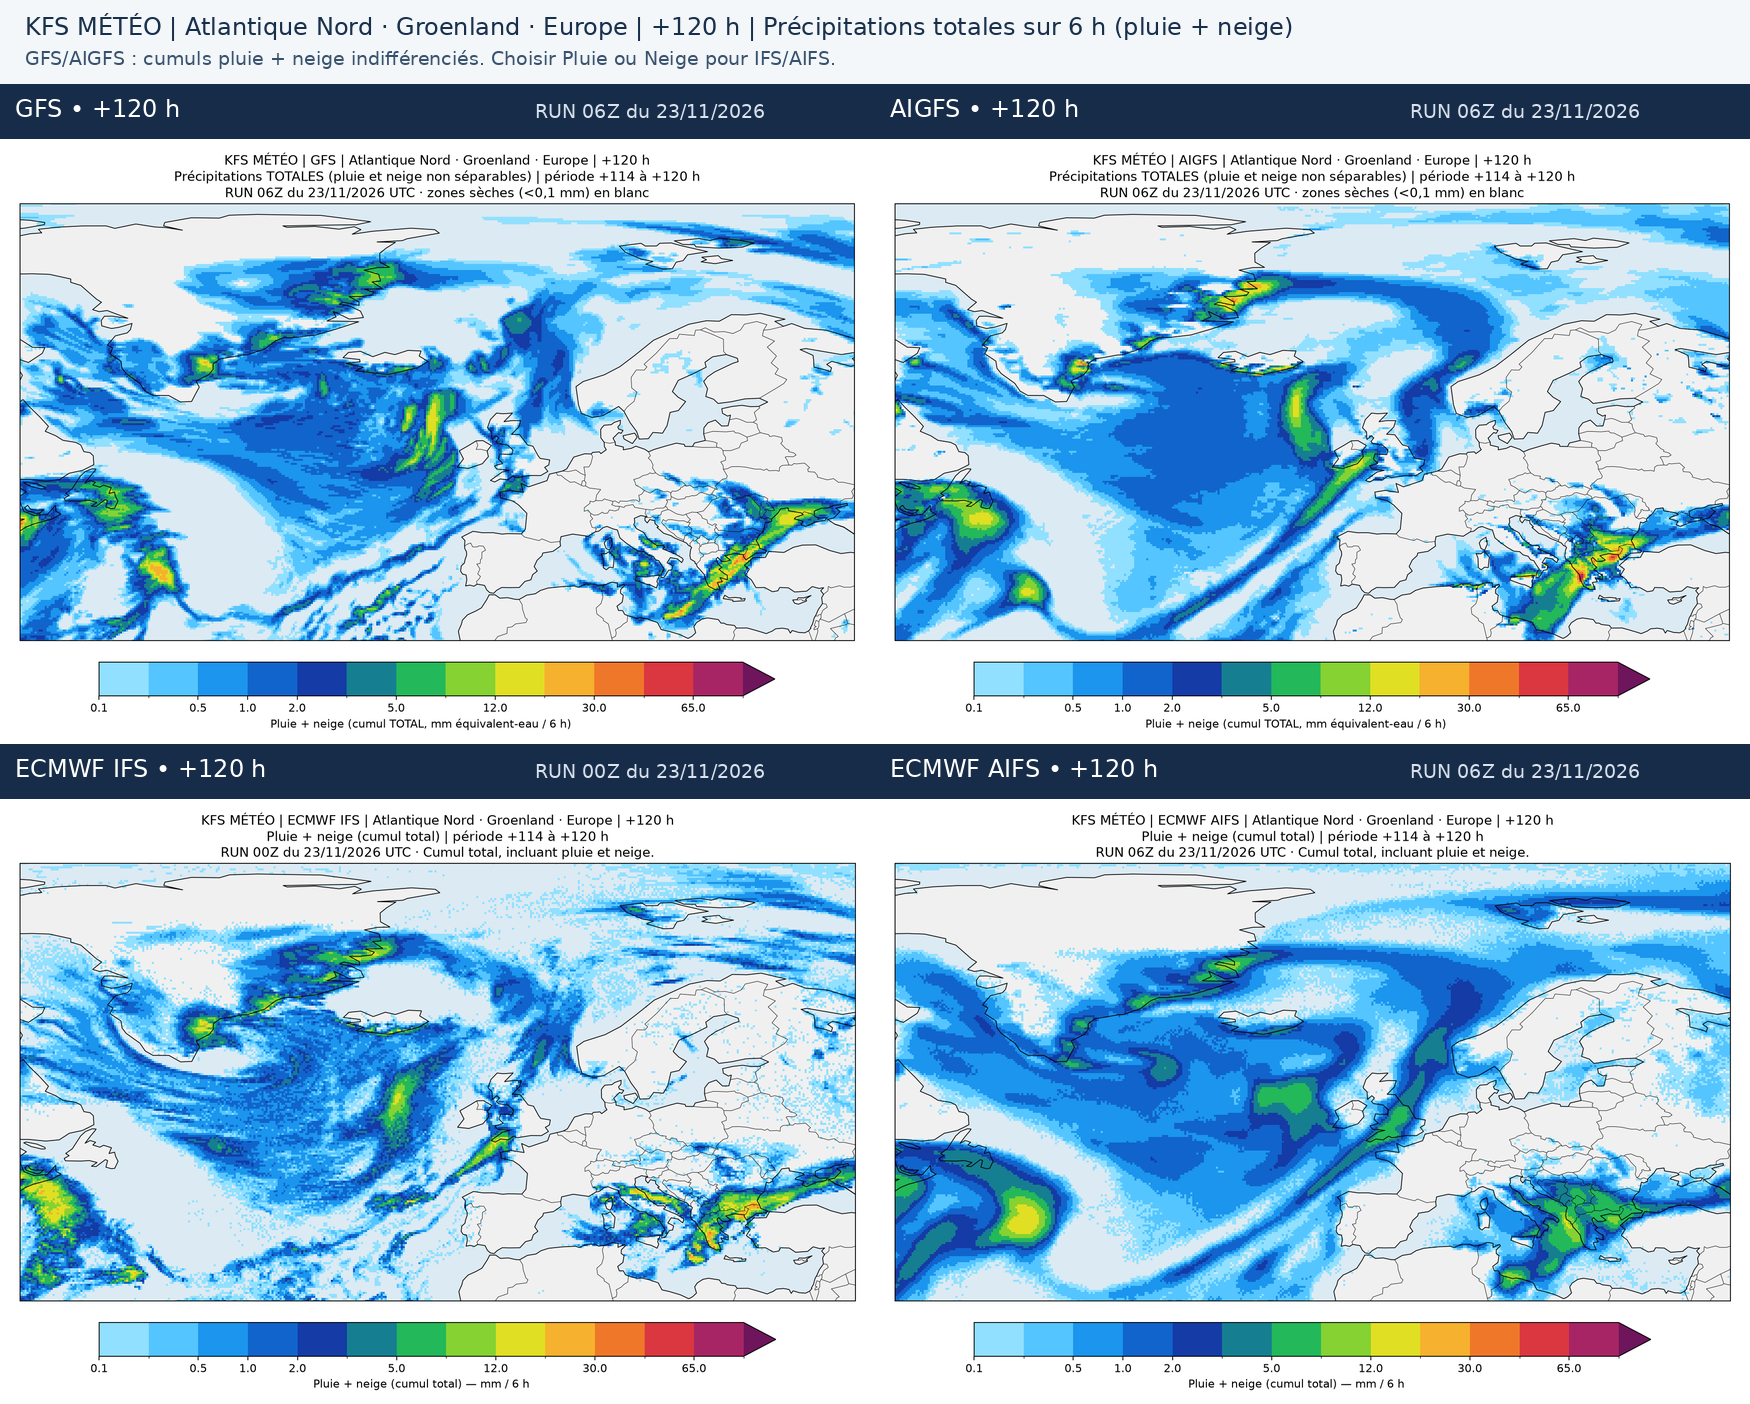 KFS MÉTÉO | Atlantique Nord · Groenland · Europe | +120 h | Précipitations totales sur 6 h (pluie + neige)
GFS/AIGFS : cumuls pluie + neige indifférenciés. Choisir Pluie ou Neige pour IFS/AIFS.
GFS • +120 h
RUN 06Z du 23/11/2026
KFS MÉTÉO | GFS | Atlantique Nord · Groenland · Europe | +120 h
Précipitations TOTALES (pluie et neige non séparables) | période +114 à +120 h
RUN 06Z du 23/11/2026 UTC · zones sèches (<0,1 mm) en blanc
0.1 0.5 1.0 2.0 5.0 12.0 30.0 65.0
Pluie + neige (cumul TOTAL, mm équivalent-eau / 6 h)
AIGFS • +120 h
RUN 06Z du 23/11/2026
KFS MÉTÉO | AIGFS | Atlantique Nord · Groenland · Europe | +120 h
Précipitations TOTALES (pluie et neige non séparables) | période +114 à +120 h
RUN 06Z du 23/11/2026 UTC · zones sèches (<0,1 mm) en blanc
0.1 0.5 1.0 2.0 5.0 12.0 30.0 65.0
Pluie + neige (cumul TOTAL, mm équivalent-eau / 6 h)
ECMWF IFS • +120 h
RUN 00Z du 23/11/2026
KFS MÉTÉO | ECMWF IFS | Atlantique Nord · Groenland · Europe | +120 h
Pluie + neige (cumul total) | période +114 à +120 h
RUN 00Z du 23/11/2026 UTC · Cumul total, incluant pluie et neige.
0.1 0.5 1.0 2.0 5.0 12.0 30.0 65.0
Pluie + neige (cumul total) — mm / 6 h
ECMWF AIFS • +120 h
RUN 06Z du 23/11/2026
KFS MÉTÉO | ECMWF AIFS | Atlantique Nord · Groenland · Europe | +120 h
Pluie + neige (cumul total) | période +114 à +120 h
RUN 06Z du 23/11/2026 UTC · Cumul total, incluant pluie et neige.
0.1 0.5 1.0 2.0 5.0 12.0 30.0 65.0
Pluie + neige (cumul total) — mm / 6 h